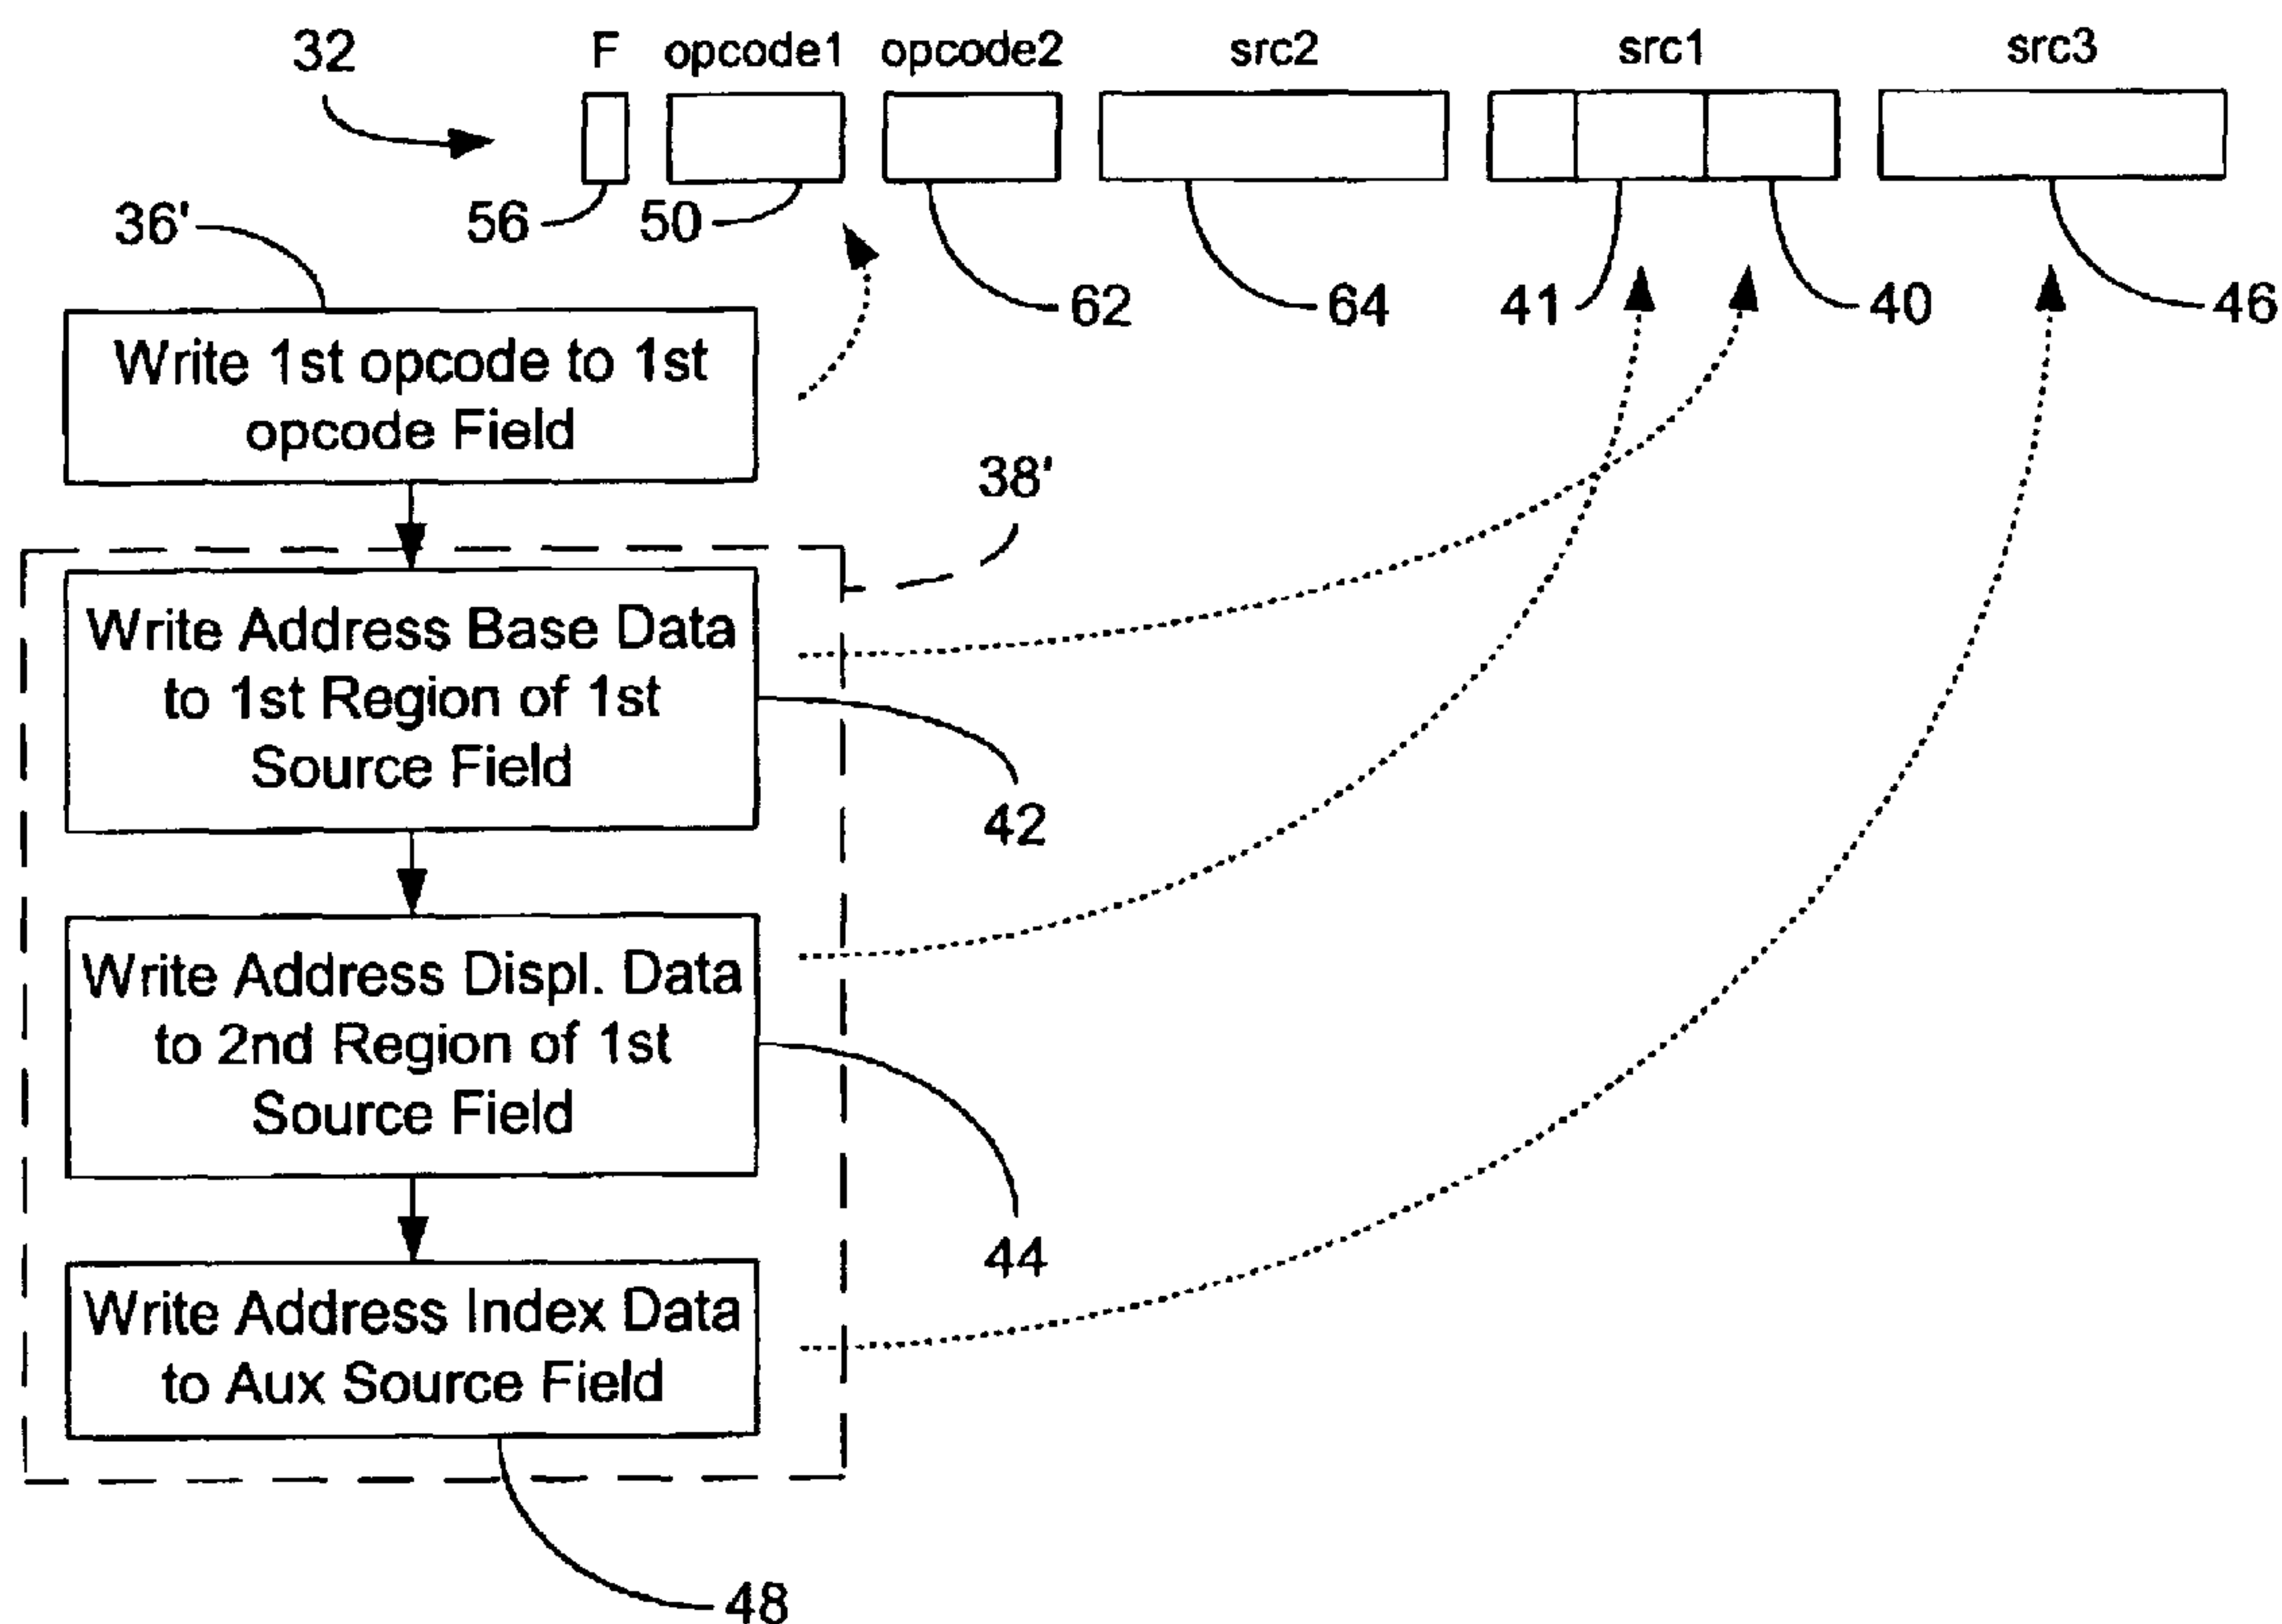 32
F opcode1 opcode2 src2 src1 src3
56 50 62 64 41 40 46
36'
Write 1st opcode to 1st
opcode Field
38'
Write Address Base Data
to 1st Region of 1st
Source Field
42
Write Address Displ. Data
to 2nd Region of 1st
Source Field
44
Write Address Index Data
to Aux Source Field
48